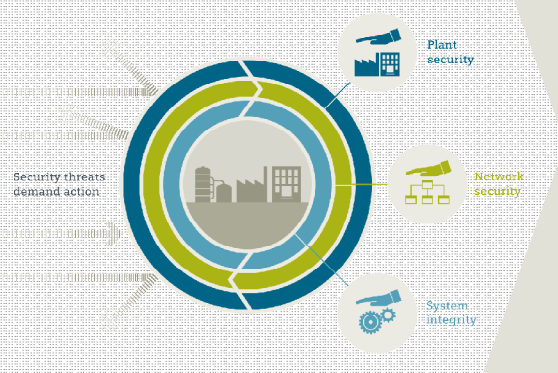 Plant
security
Security threats
demand action
Network
security
System
integrity